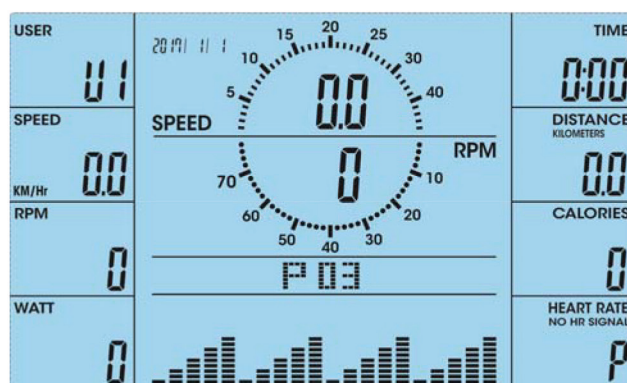 USER
U1
SPEED
KM/Hr 0.0
RPM
0
WATT
0
2017/ 1/ 1
5 10 15 20 25 30 40
SPEED 0.0
RPM
0
70 60 50 40 30 20 10
P03
TIME
0:00
DISTANCE
KILOMETERS
0.0
CALORIES
0
HEART RATE
NO HR SIGNAL
P